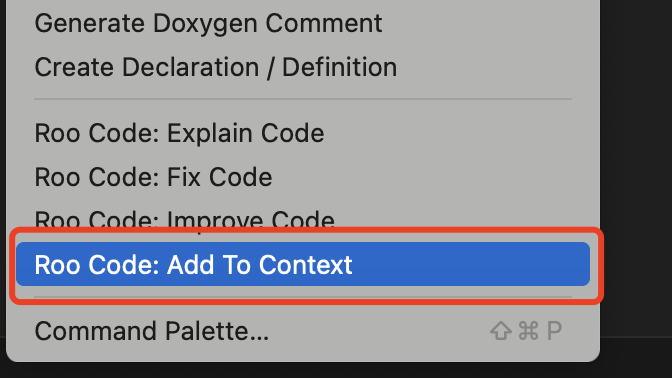 Generate Doxygen Comment
Create Declaration / Definition
Roo Code: Explain Code
Roo Code: Fix Code
Roo Code: Improve Code
Roo Code: Add To Context
Command Palette... ⇧⌘P